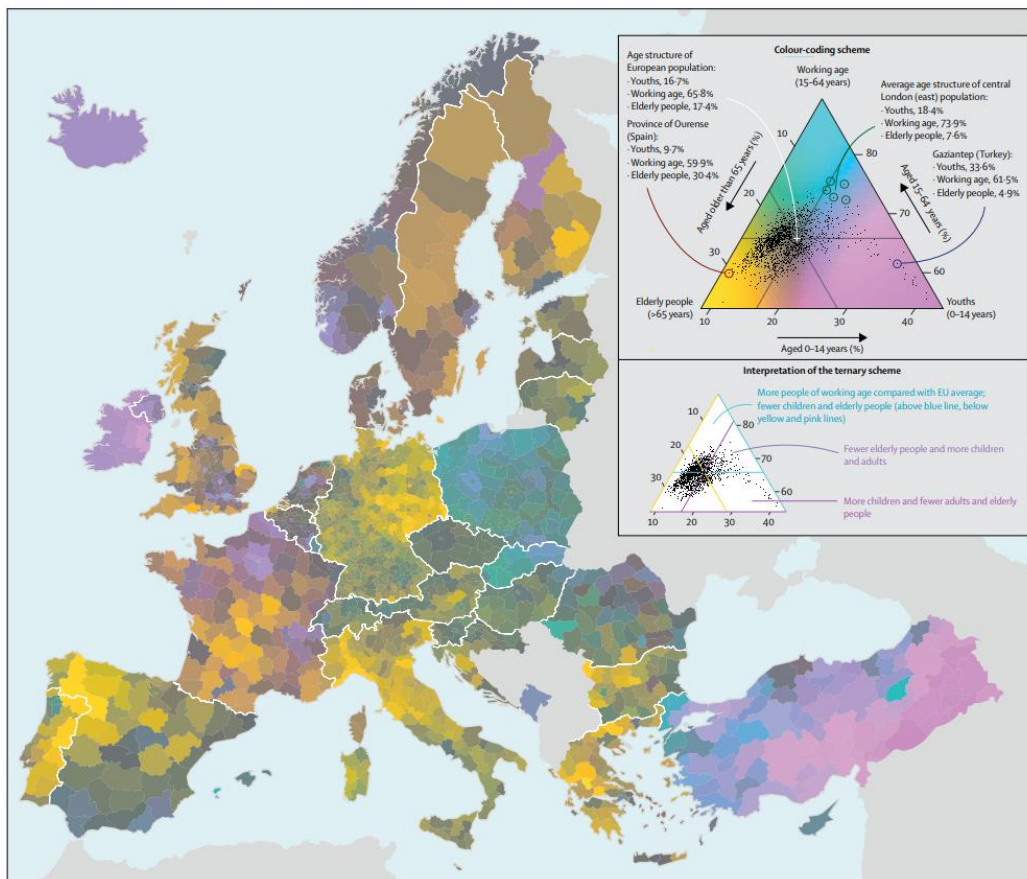 Colour-coding scheme
Age structure of
European population:
· Youths, 16·7%
· Working age, 65·8%
· Elderly people, 17·4%
Province of Ourense
(Spain):
· Youths, 9·7%
· Working age, 59·9%
· Elderly people, 30·4%
Working age
(15–64 years)
Average age structure of central
London (east) population:
· Youths, 18·4%
· Working age, 73·9%
· Elderly people, 7·6%
Gaziantep (Turkey):
· Youths, 33·6%
· Working age, 61·5%
· Elderly people, 4·9%
10
80
Aged older than 65 years (%)
Aged 15–64 years (%)
20
70
30
60
Elderly people
(>65 years)
Youths
(0–14 years)
10
20
30
40
Aged 0–14 years (%)
Interpretation of the ternary scheme
More people of working age compared with EU average;
fewer children and elderly people (above blue line, below
yellow and pink lines)
10
80
Fewer elderly people and more children
and adults
20
70
30
60
More children and fewer adults and elderly
people
10
20
30
40